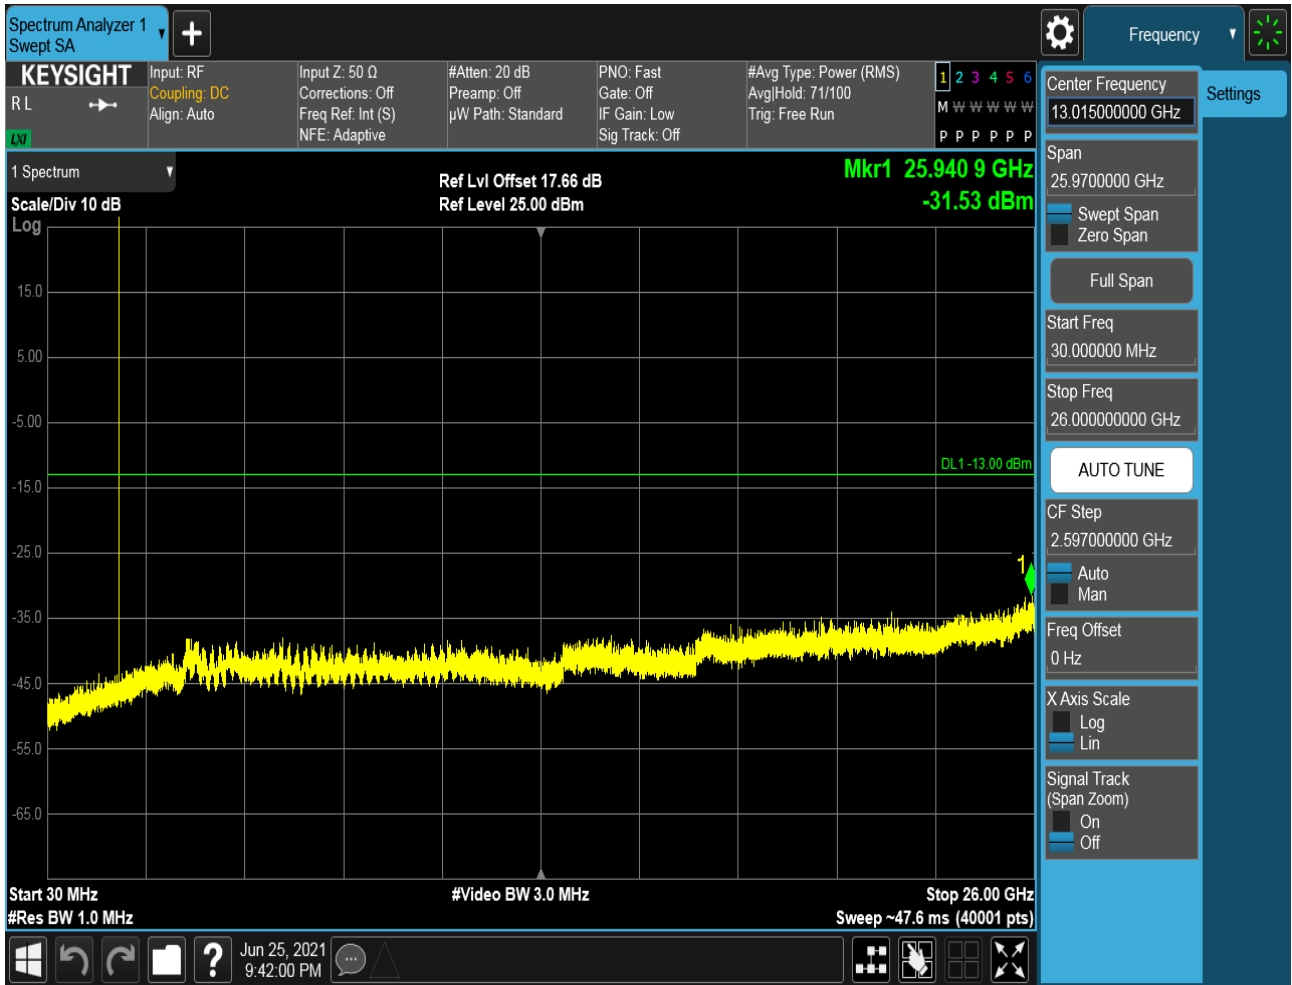 Spectrum Analyzer 1
Swept SA
Frequency
KEYSIGHT
R L
LXI
Input: RF
Coupling: DC
Align: Auto
Input Z: 50 Ω
Corrections: Off
Freq Ref: Int (S)
NFE: Adaptive
#Atten: 20 dB
Preamp: Off
µW Path: Standard
PNO: Fast
Gate: Off
IF Gain: Low
Sig Track: Off
#Avg Type: Power (RMS)
Avg|Hold: 71/100
Trig: Free Run
1 2 3 4 5 6
M W W W W W
P P P P P P
1 Spectrum
Scale/Div 10 dB
Log
Ref Lvl Offset 17.66 dB
Ref Level 25.00 dBm
Mkr1 25.940 9 GHz
-31.53 dBm
15.0
5.00
-5.00
-15.0
-25.0
-35.0
-45.0
-55.0
-65.0
DL1 -13.00 dBm
1
Start 30 MHz
#Res BW 1.0 MHz
#Video BW 3.0 MHz
Stop 26.00 GHz
Sweep ~47.6 ms (40001 pts)
Center Frequency
13.015000000 GHz
Span
25.9700000 GHz
Swept Span
Zero Span
Full Span
Start Freq
30.000000 MHz
Stop Freq
26.000000000 GHz
AUTO TUNE
CF Step
2.597000000 GHz
Auto
Man
Freq Offset
0 Hz
X Axis Scale
Log
Lin
Signal Track
(Span Zoom)
On
Off
Settings
?
Jun 25, 2021
9:42:00 PM